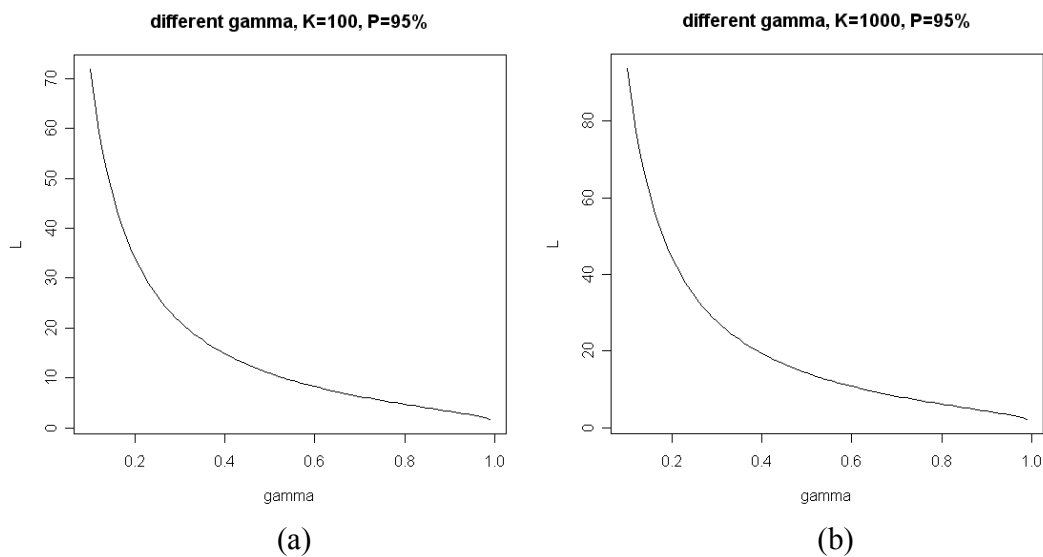 different gamma, K=100, P=95%
70
60
50
40
30
20
10
0
L
0.2 0.4 0.6 0.8 1.0
gamma
(a)
different gamma, K=1000, P=95%
80
60
40
20
0
L
0.2 0.4 0.6 0.8 1.0
gamma
(b)